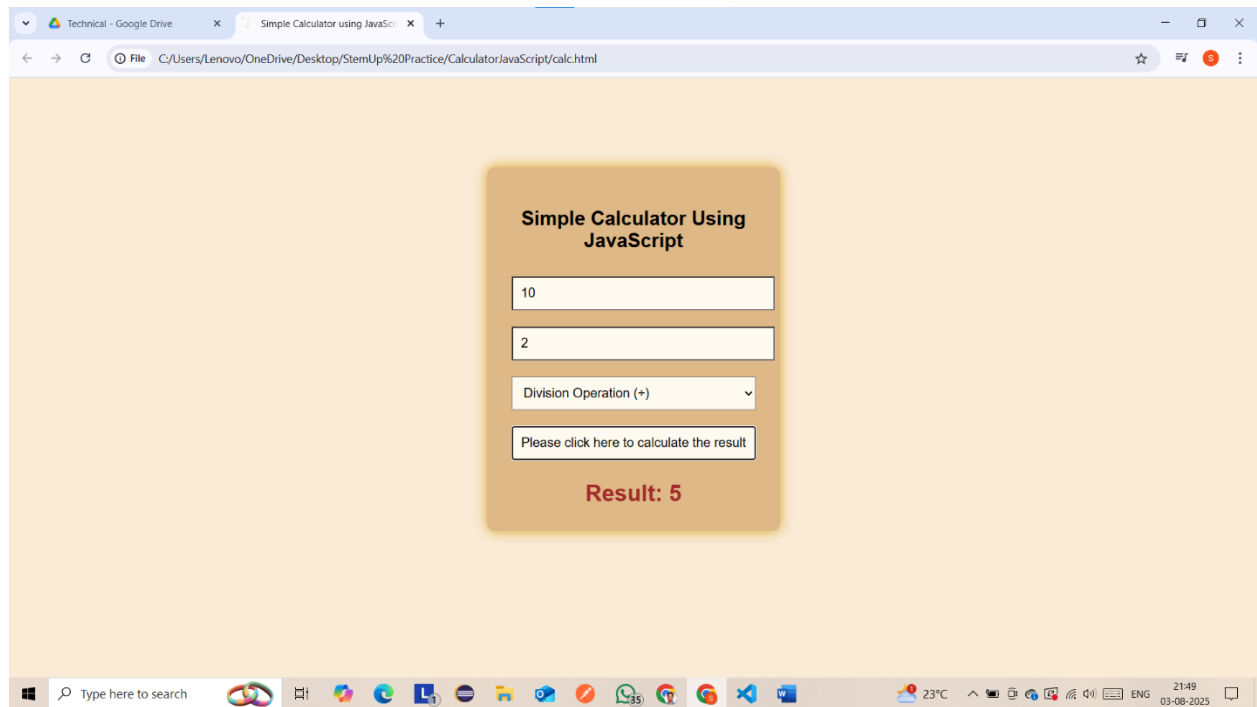 Technical - Google Drive
Simple Calculator using JavaScr
File C:/Users/Lenovo/OneDrive/Desktop/StemUp%20Practice/CalculatorJavaScript/calc.html
S
Simple Calculator Using
JavaScript
10
2
Division Operation (÷)
Please click here to calculate the result
Result: 5
Type here to search
L
1
35
23°C
ENG
21:49
03-08-2025